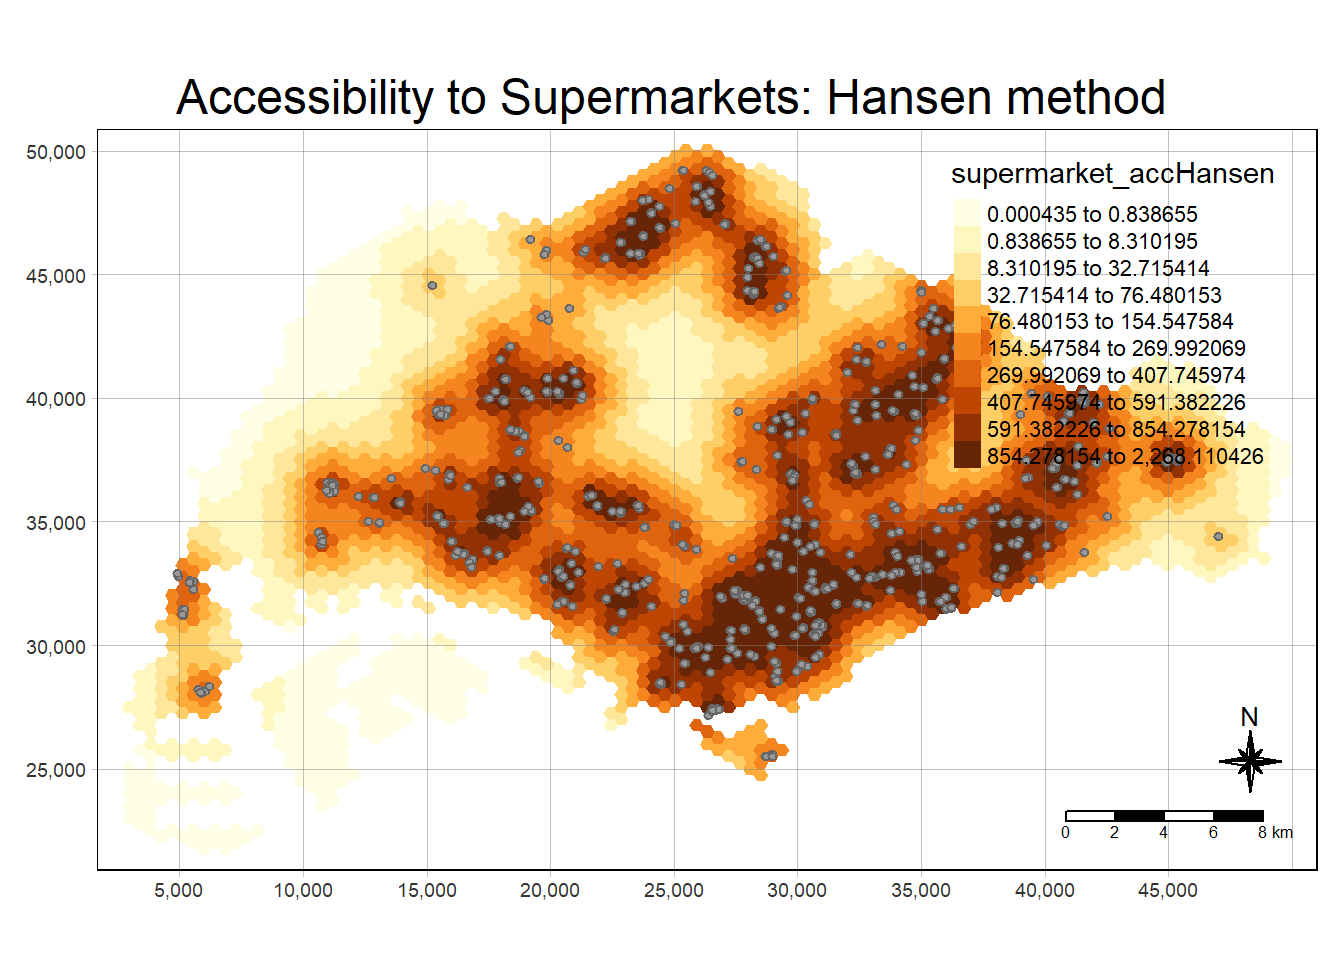 Accessibility to Supermarkets: Hansen method
50,000
45,000
40,000
35,000
30,000
25,000
supermarket_accHansen
0.000435 to 0.838655
0.838655 to 8.310195
8.310195 to 32.715414
32.715414 to 76.480153
76.480153 to 154.547584
154.547584 to 269.992069
269.992069 to 407.745974
407.745974 to 591.382226
591.382226 to 854.278154
854.278154 to 2,268.110426
N
0 2 4 6 8 km
5,000 10,000 15,000 20,000 25,000 30,000 35,000 40,000 45,000